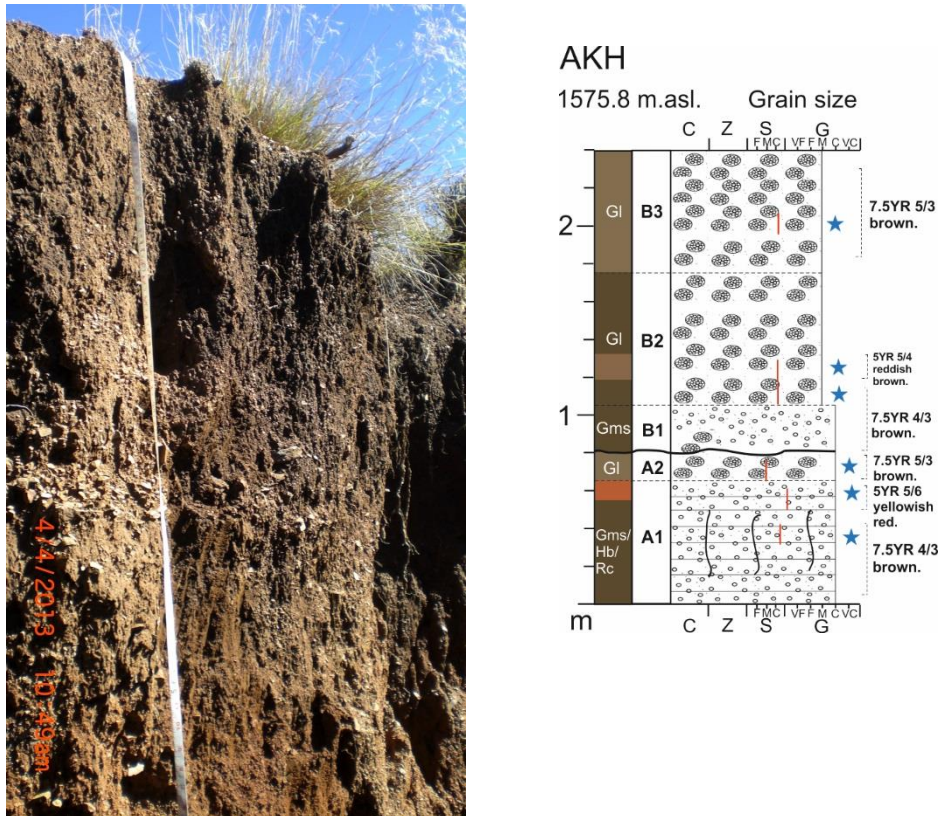 4/4/2013 10:49am
AKH
1575.8 m.asl. Grain size
C Z S G
F M C VF F M C VC
Gl B3
2
7.5YR 5/3
brown.
Gl B2
5YR 5/4
reddish
brown.
1
Gms B1
7.5YR 4/3
brown.
Gl A2
7.5YR 5/3
brown.
5YR 5/6
yellowish
red.
Gms/
Hb/
Rc
A1
7.5YR 4/3
brown.
m
F M C VF F M C VC
C Z S G